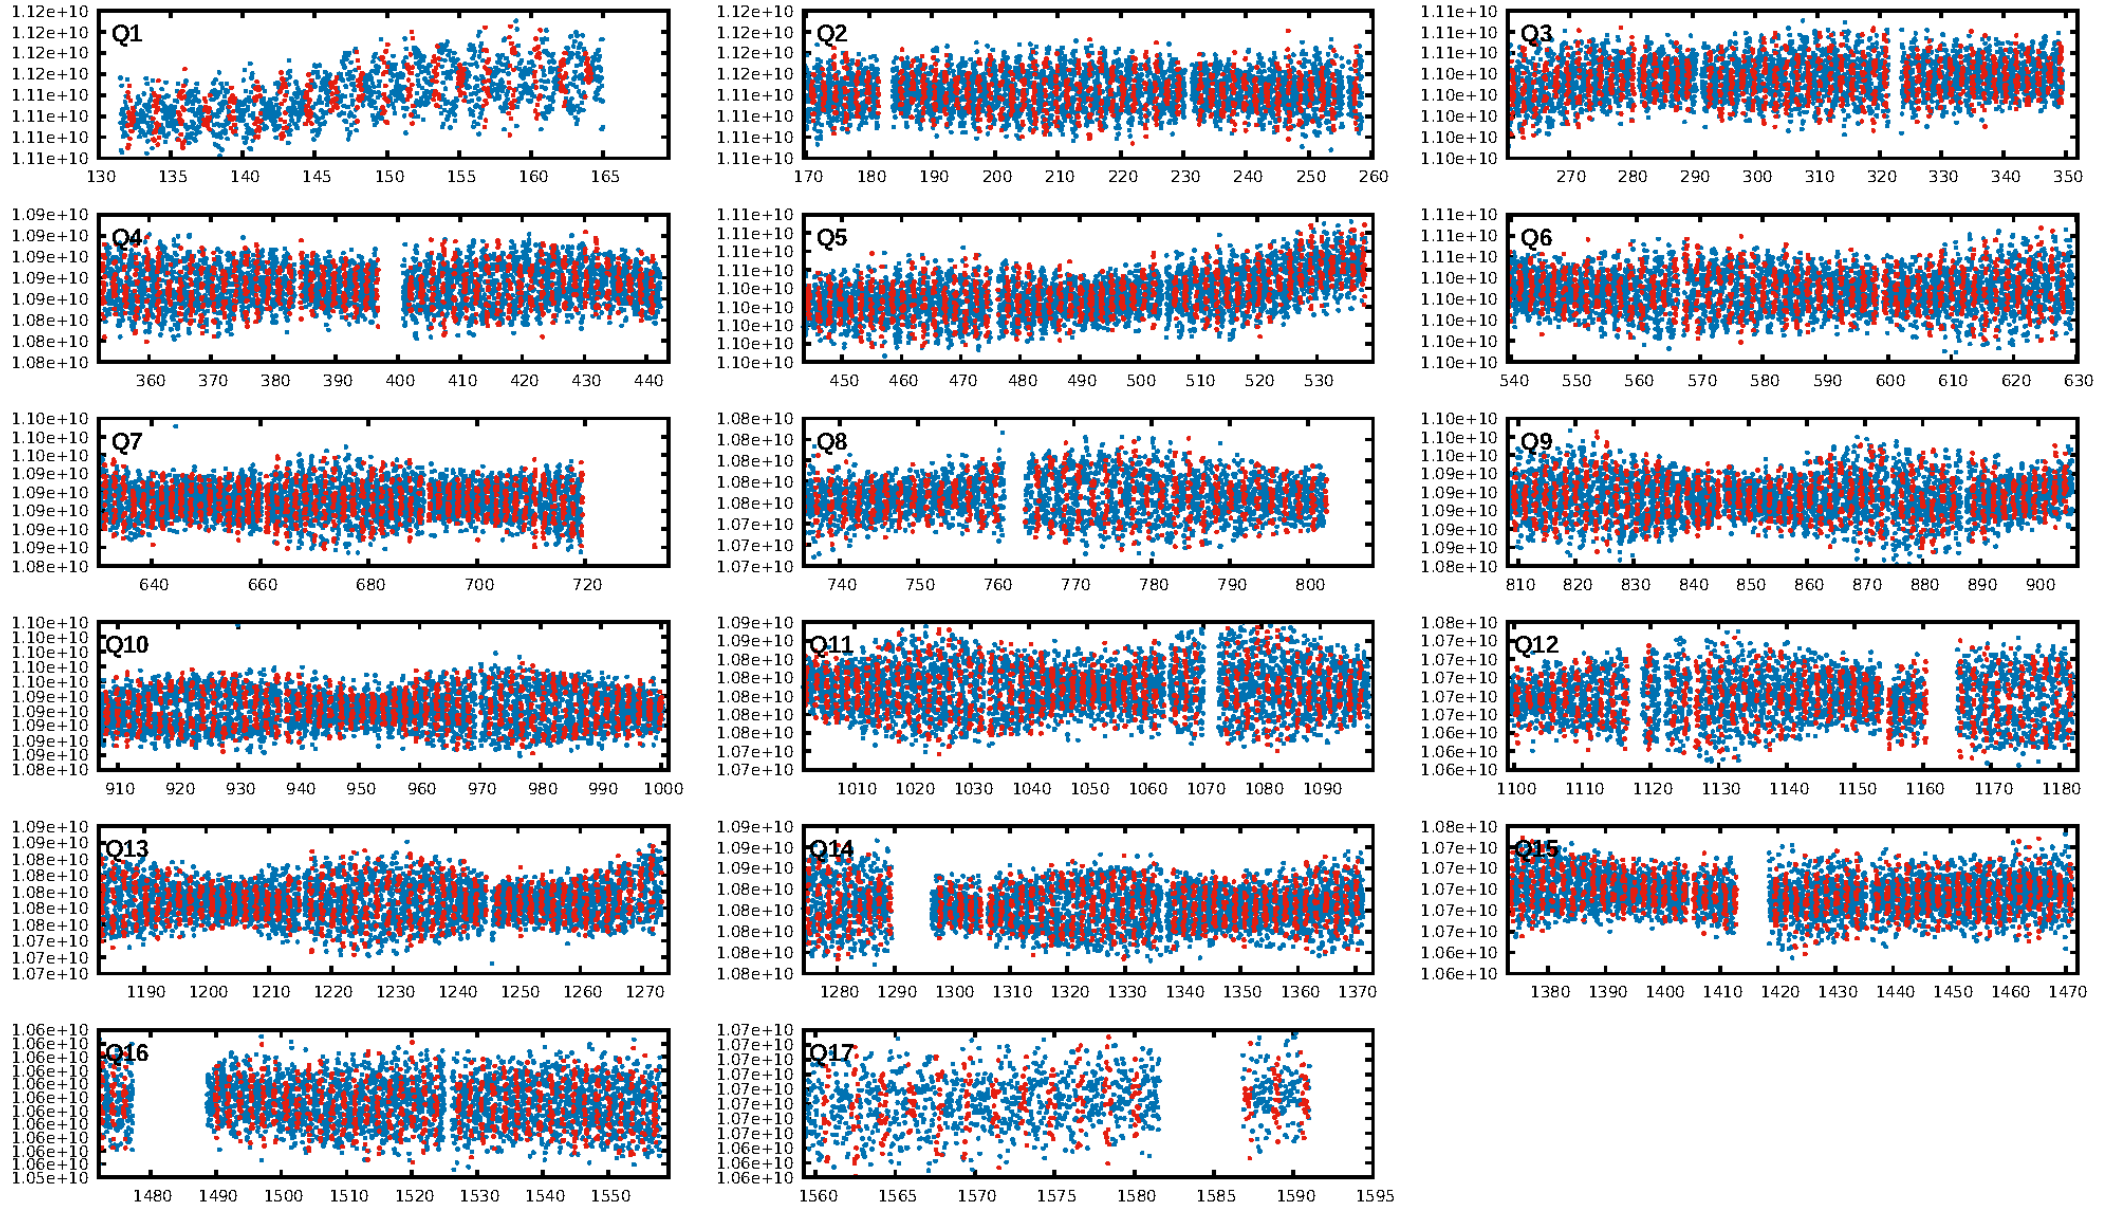 Q1
1.12e+10
1.12e+10
1.12e+10
1.12e+10
1.11e+10
1.11e+10
1.11e+10
1.11e+10
130 135 140 145 150 155 160 165
Q2
1.12e+10
1.12e+10
1.12e+10
1.12e+10
1.11e+10
1.11e+10
1.11e+10
1.11e+10
170 180 190 200 210 220 230 240 250 260
Q3
1.11e+10
1.11e+10
1.11e+10
1.10e+10
1.10e+10
1.10e+10
1.10e+10
1.10e+10
270 280 290 300 310 320 330 340 350
Q4
1.09e+10
1.09e+10
1.09e+10
1.09e+10
1.09e+10
1.08e+10
1.08e+10
1.08e+10
360 370 380 390 400 410 420 430 440
Q5
1.11e+10
1.11e+10
1.11e+10
1.11e+10
1.10e+10
1.10e+10
1.10e+10
1.10e+10
1.10e+10
450 460 470 480 490 500 510 520 530
Q6
1.11e+10
1.11e+10
1.11e+10
1.10e+10
1.10e+10
1.10e+10
1.10e+10
1.10e+10
540 550 560 570 580 590 600 610 620 630
Q7
1.10e+10
1.10e+10
1.10e+10
1.09e+10
1.09e+10
1.09e+10
1.09e+10
1.09e+10
1.08e+10
640 660 680 700 720
Q8
1.08e+10
1.08e+10
1.08e+10
1.08e+10
1.08e+10
1.07e+10
1.07e+10
1.07e+10
740 750 760 770 780 790 800
Q9
1.10e+10
1.10e+10
1.10e+10
1.09e+10
1.09e+10
1.09e+10
1.09e+10
1.09e+10
1.08e+10
810 820 830 840 850 860 870 880 890 900
Q10
1.10e+10
1.10e+10
1.10e+10
1.10e+10
1.10e+10
1.09e+10
1.09e+10
1.09e+10
1.09e+10
1.09e+10
1.08e+10
910 920 930 940 950 960 970 980 990 1000
Q11
1.09e+10
1.09e+10
1.08e+10
1.08e+10
1.08e+10
1.08e+10
1.08e+10
1.07e+10
1.07e+10
1010 1020 1030 1040 1050 1060 1070 1080 1090
Q12
1.08e+10
1.07e+10
1.07e+10
1.07e+10
1.07e+10
1.07e+10
1.06e+10
1.06e+10
1.06e+10
1100 1110 1120 1130 1140 1150 1160 1170 1180
Q13
1.09e+10
1.09e+10
1.08e+10
1.08e+10
1.08e+10
1.08e+10
1.08e+10
1.07e+10
1.07e+10
1.07e+10
1190 1200 1210 1220 1230 1240 1250 1260 1270
Q14
1.09e+10
1.09e+10
1.09e+10
1.08e+10
1.08e+10
1.08e+10
1.08e+10
1.08e+10
1280 1290 1300 1310 1320 1330 1340 1350 1360 1370
Q15
1.08e+10
1.07e+10
1.07e+10
1.07e+10
1.07e+10
1.07e+10
1.06e+10
1.06e+10
1380 1390 1400 1410 1420 1430 1440 1450 1460 1470
Q16
1.06e+10
1.06e+10
1.06e+10
1.06e+10
1.06e+10
1.06e+10
1.06e+10
1.06e+10
1.06e+10
1.06e+10
1.06e+10
1.05e+10
1480 1490 1500 1510 1520 1530 1540 1550
Q17
1.07e+10
1.07e+10
1.07e+10
1.07e+10
1.07e+10
1.07e+10
1.07e+10
1.07e+10
1.06e+10
1.06e+10
1.06e+10
1560 1565 1570 1575 1580 1585 1590 1595